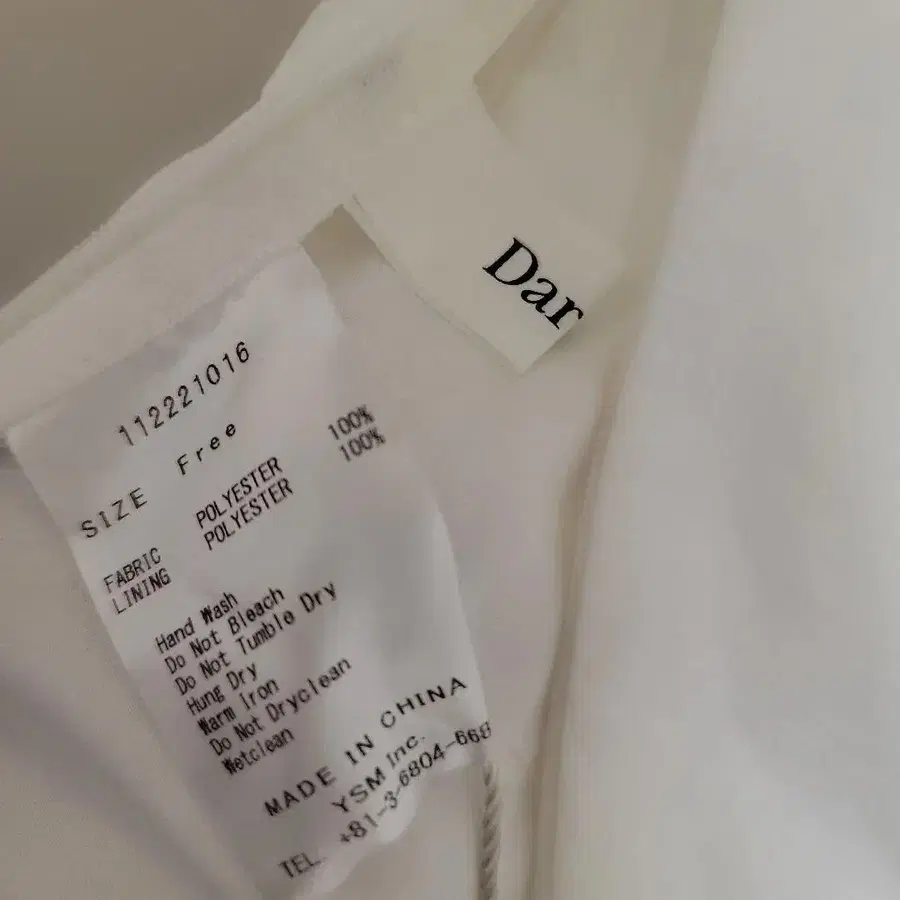 Dar
112221016
SIZE Free
FABRIC POLYESTER 100%
LINING POLYESTER 100%
Hand Wash
Do Not Bleach
Do Not Tumble Dry
Hung Dry
Warm Iron
Do Not Dryclean
Wetclean
MADE IN CHINA
YSM Inc.
TEL. +81-3-6804-668